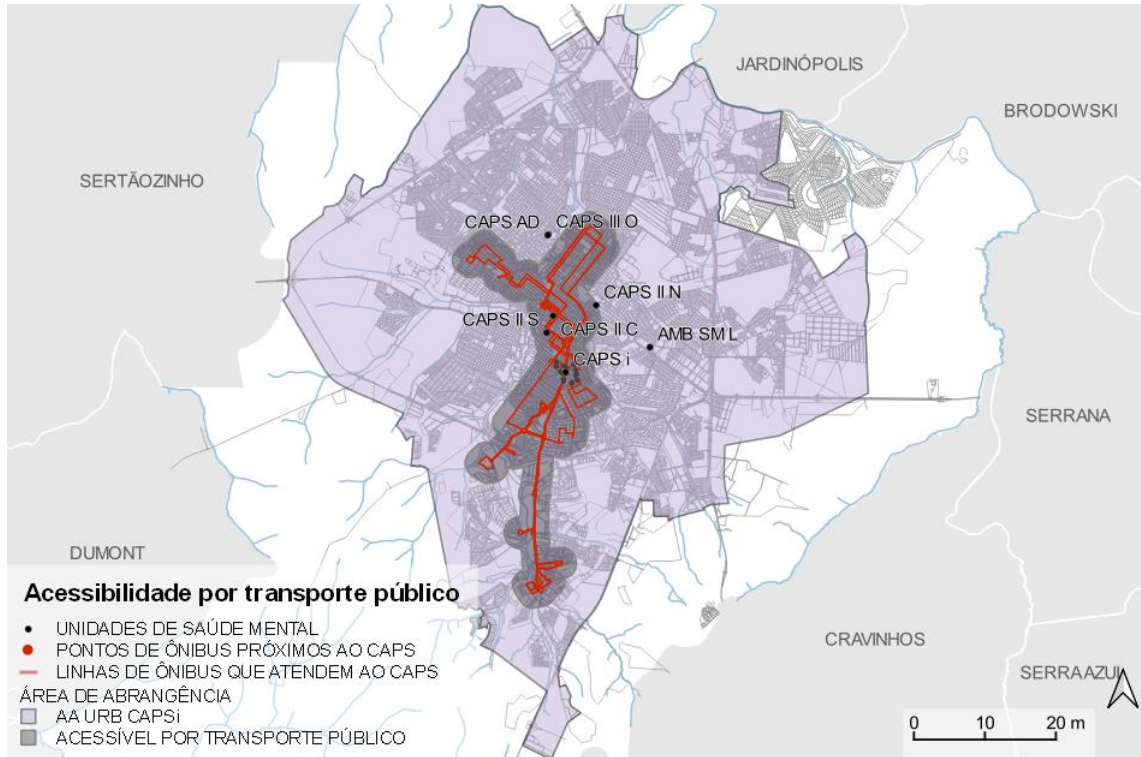 JARDINÓPOLIS
BRODOWSKI
SERTÃOZINHO
CAPS AD
CAPS III O
CAPS II N
CAPS II S
CAPS II C
AMB SM L
CAPS i
SERRANA
DUMONT
Acessibilidade por transporte público
UNIDADES DE SAÚDE MENTAL
PONTOS DE ÔNIBUS PRÓXIMOS AO CAPS
LINHAS DE ÔNIBUS QUE ATENDEM AO CAPS
ÁREA DE ABRANGÊNCIA
AA URB CAPSi
ACESSÍVEL POR TRANSPORTE PÚBLICO
CRAVINHOS
SERRA AZUL
0 10 20 m